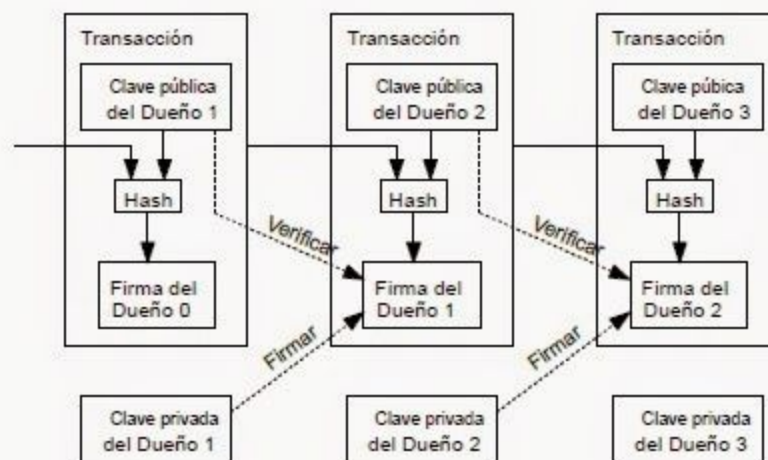 Transacción
Clave pública
del Dueño 1
Hash
Firma del
Dueño 0
Transacción
Clave pública
del Dueño 2
Hash
Firma del
Dueño 1
Transacción
Clave púbica
del Dueño 3
Hash
Firma del
Dueño 2
Verificar
Verificar
Firmar
Firmar
Clave privada
del Dueño 1
Clave privada
del Dueño 2
Clave privada
del Dueño 3